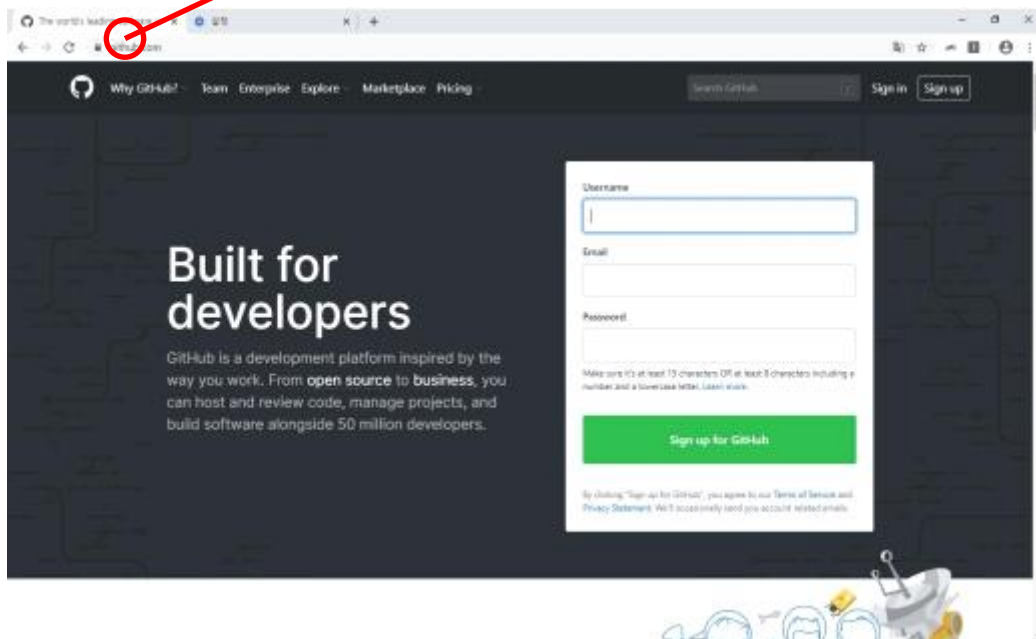 The world's leading
설정
github.com
Why GitHub?
Team
Enterprise
Explore
Marketplace
Pricing
Search GitHub
Sign in
Sign up
Built for
developers
GitHub is a development platform inspired by the
way you work. From open source to business, you
can host and review code, manage projects, and
build software alongside 50 million developers.
Username
Email
Password
Make sure it's at least 15 characters OR at least 8 characters including a
number and a lowercase letter. Learn more.
Sign up for GitHub
By clicking "Sign up for GitHub", you agree to our Terms of Service and
Privacy Statement. We'll occasionally send you account related emails.